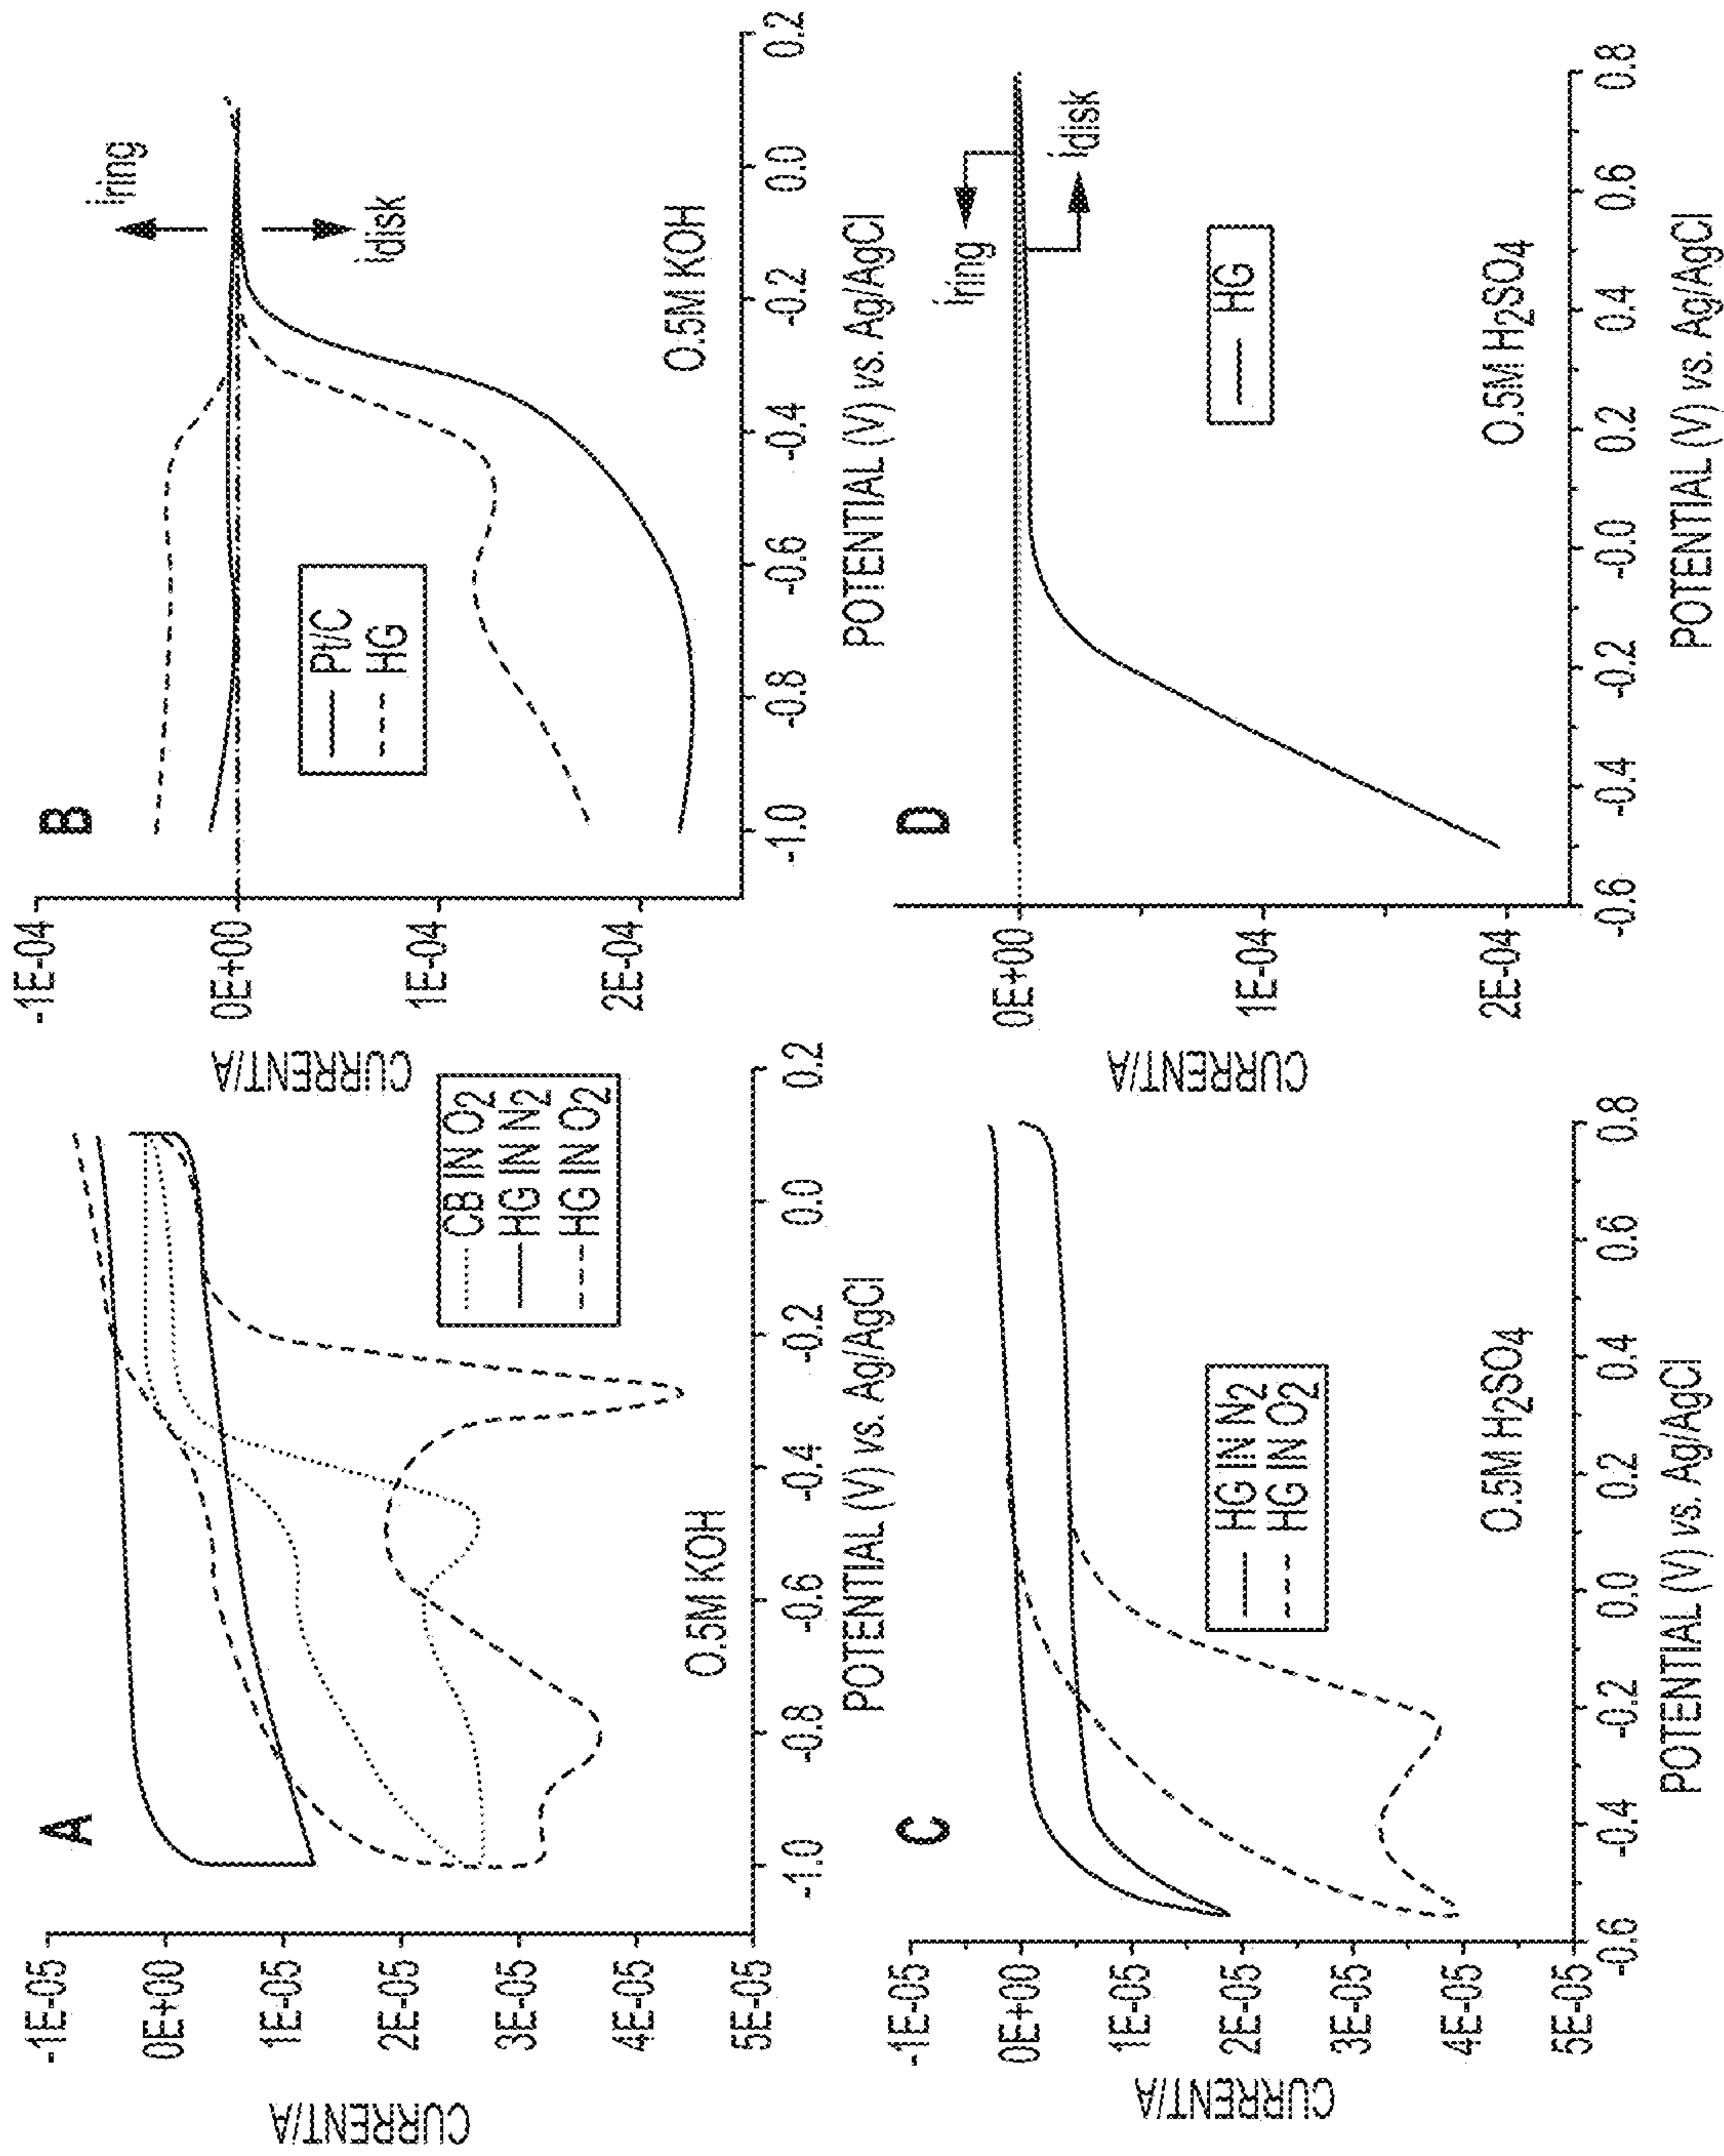 A
-1E-05
0E+00
1E-05
2E-05
3E-05
4E-05
5E-05
CURRENT/A
CB IN O2
HG IN N2
HG IN O2
0.5M KOH
-1.0
-0.8
-0.6
-0.4
-0.2
0.0
0.2
POTENTIAL (V) vs. Ag/AgCl
B
-1E-04
0E+00
1E-04
2E-04
CURRENT/A
iring
idisk
Pt/C
HG
0.5M KOH
-1.0
-0.8
-0.6
-0.4
-0.2
0.0
0.2
POTENTIAL (V) vs. Ag/AgCl
C
-1E-05
0E+00
1E-05
2E-05
3E-05
4E-05
5E-05
CURRENT/A
HG IN N2
HG IN O2
0.5M H2SO4
-0.6
-0.4
-0.2
0.0
0.2
0.4
0.6
0.8
POTENTIAL (V) vs. Ag/AgCl
D
0E+00
1E-04
2E-04
CURRENT/A
iring
idisk
HG
0.5M H2SO4
-0.6
-0.4
-0.2
-0.0
0.2
0.4
0.6
0.8
POTENTIAL (V) vs. Ag/AgCl